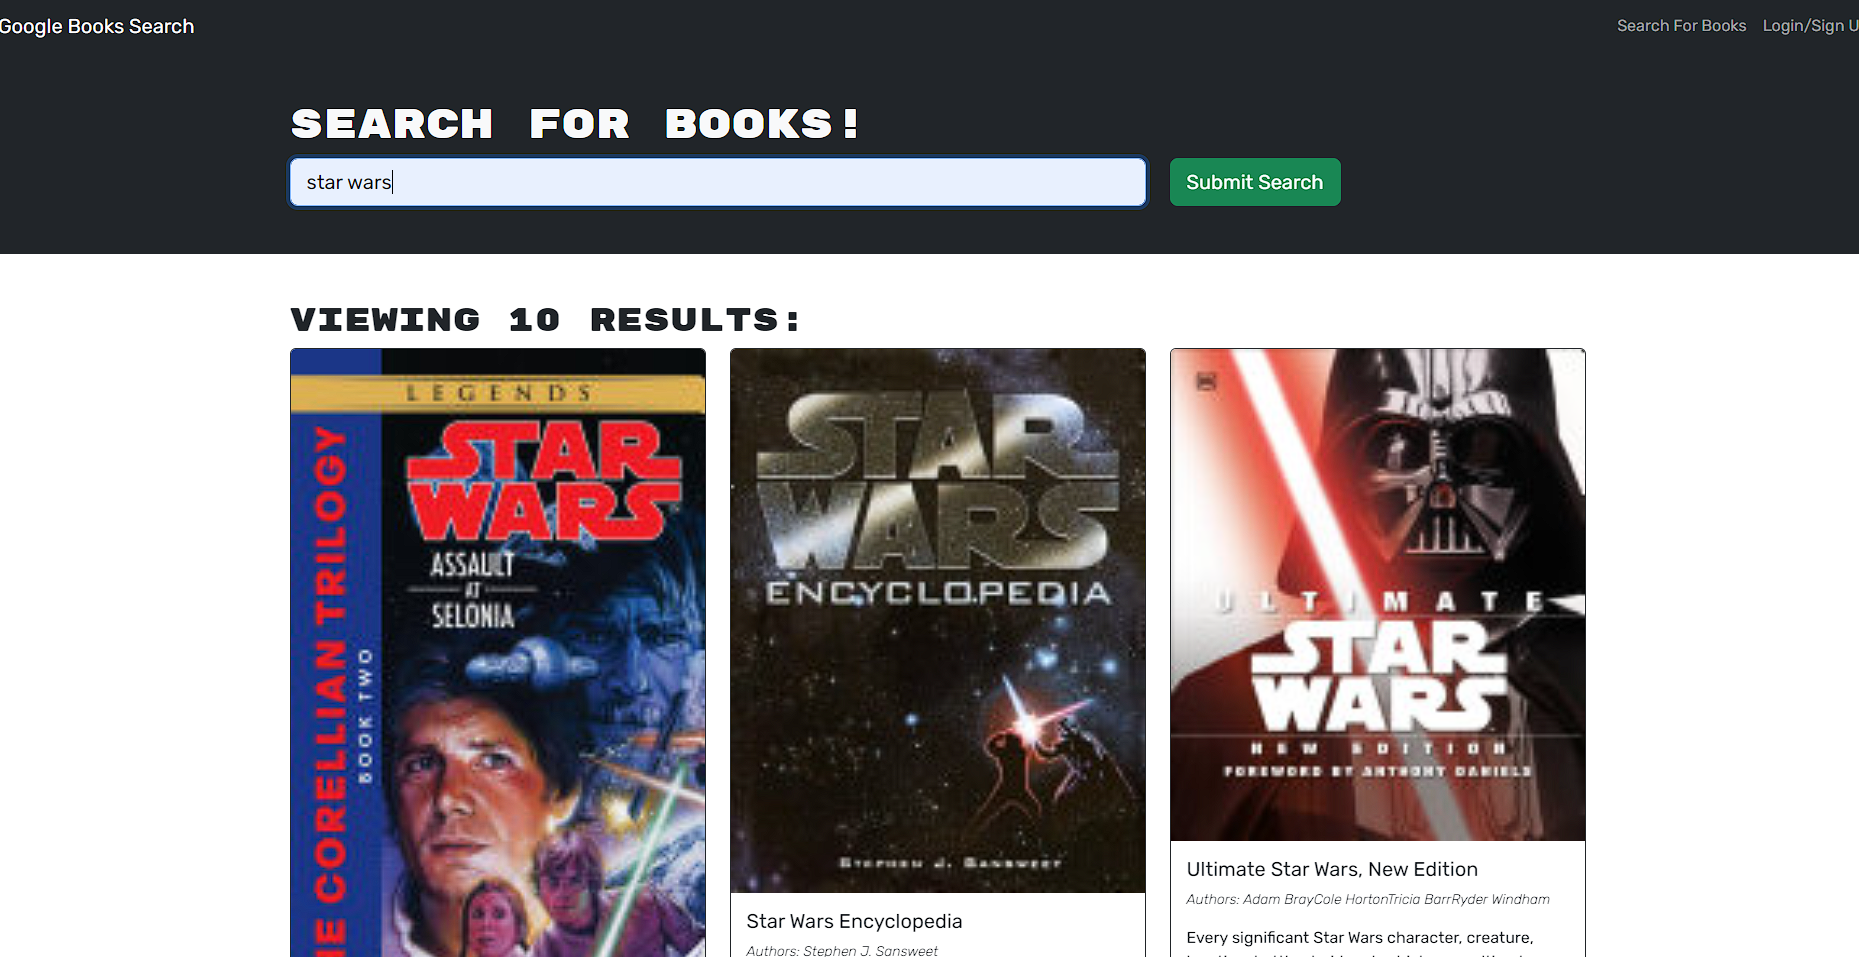 Google Books Search
Search For Books
Login/Sign U
SEARCH FOR BOOKS!
star wars
Submit Search
VIEWING 10 RESULTS:
LEGENDS
STAR
WARS
ASSAULT
AT
SELONIA
THE CORELLIAN TRILOGY
BOOK TWO
STAR
WARS
ENCYCLOPEDIA
STEPHEN J. SANSWEET
Star Wars Encyclopedia
Authors: Stephen J. Sansweet
ULTIMATE
STAR
WARS
NEW EDITION
FOREWORD BY ANTHONY DANIELS
Ultimate Star Wars, New Edition
Authors: Adam BrayCole HortonTricia BarrRyder Windham
Every significant Star Wars character, creature,